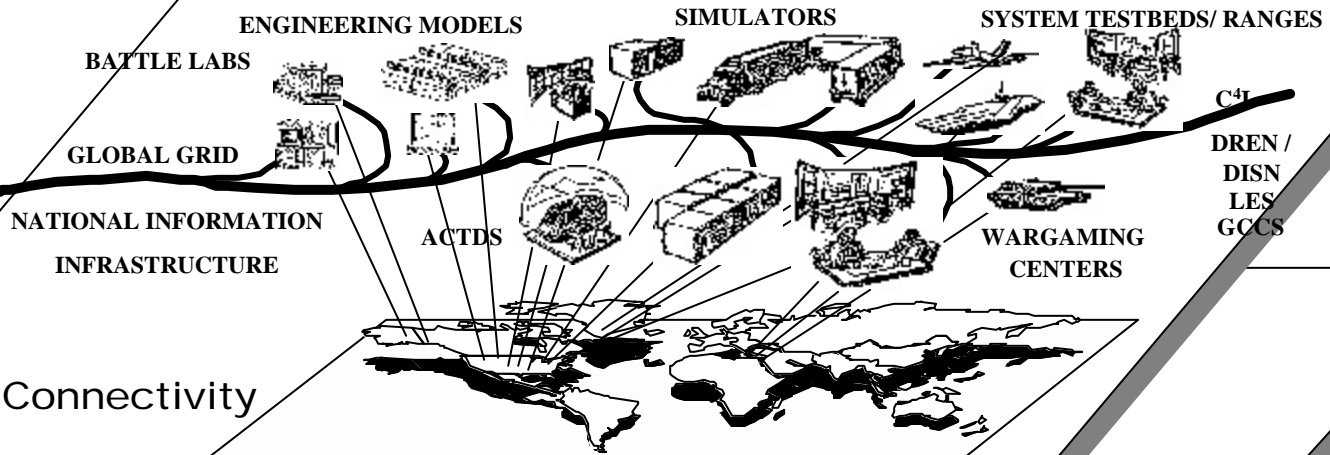 ENGINEERING MODELS
SIMULATORS
SYSTEM TESTBEDS/ RANGES
BATTLE LABS
C⁴I
GLOBAL GRID
DREN /
DISN
LES
GCCS
NATIONAL INFORMATION
INFRASTRUCTURE
ACTDS
WARGAMING
CENTERS
Connectivity